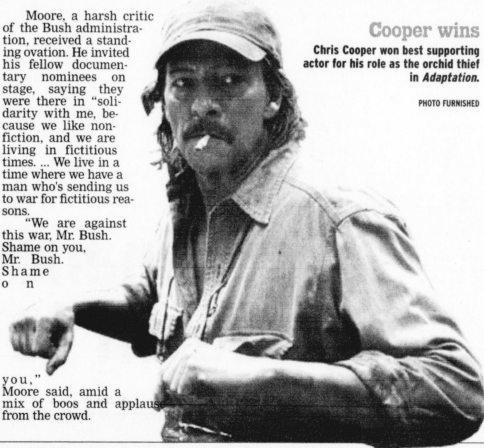 Moore, a harsh critic
of the Bush administra-
tion, received a stand-
ing ovation. He invited
his fellow documen-
tary nominees on
stage, saying they
were there in "soli-
darity with me, be-
cause we like non-
fiction, and we are
living in fictitious
times. ... We live in a
time where we have a
man who's sending us
to war for fictitious rea-
sons.
"We are against
this war, Mr. Bush.
Shame on you,
Mr. Bush.
Shame
o n
you,"
Moore said, amid a
mix of boos and applause
from the crowd.
Cooper wins
Chris Cooper won best supporting
actor for his role as the orchid thief
in Adaptation.
PHOTO FURNISHED